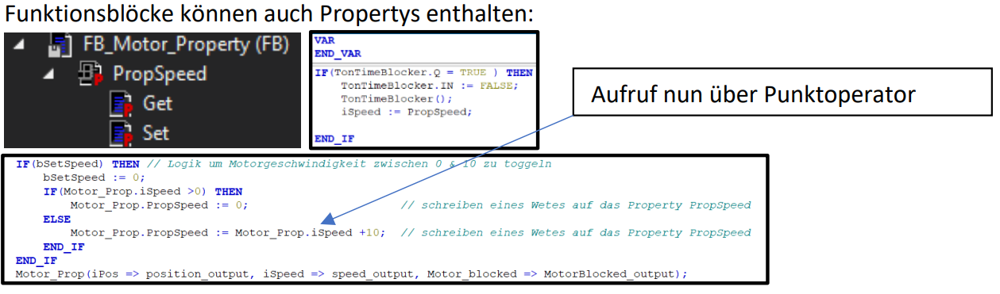 Funktionsblöcke können auch Propertys enthalten:
FB_Motor_Property (FB)
PropSpeed
Get
Set
VAR
END_VAR
IF(TonTimeBlocker.Q = TRUE ) THEN
TonTimeBlocker.IN := FALSE;
TonTimeBlocker();
iSpeed := PropSpeed;
END_IF
Aufruf nun über Punktoperator
IF(bSetSpeed) THEN // Logik um Motorgeschwindigkeit zwischen 0 & 10 zu toggeln
bSetSpeed := 0;
IF(Motor_Prop.iSpeed >0) THEN
Motor_Prop.PropSpeed := 0; // schreiben eines Wetes auf das Property PropSpeed
ELSE
Motor_Prop.PropSpeed := Motor_Prop.iSpeed +10; // schreiben eines Wetes auf das Property PropSpeed
END_IF
END_IF
Motor_Prop(iPos => position_output, iSpeed => speed_output, Motor_blocked => MotorBlocked_output);